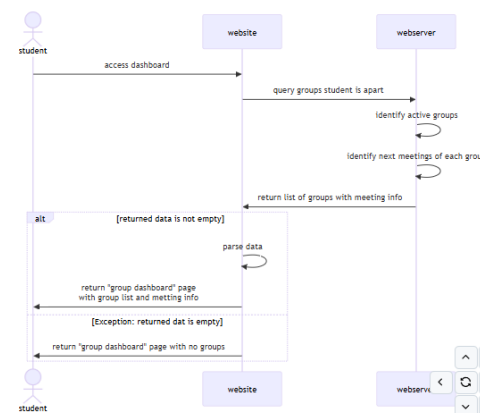 website
webserver
student
access dashboard
query groups student is apart
identify active groups
identify next meetings of each grou
return list of groups with meeting info
alt
[returned data is not empty]
parse data
return "group dashboard" page
with group list and metting info
[Exception: returned dat is empty]
return "group dashboard" page with no groups
website
webserve
student